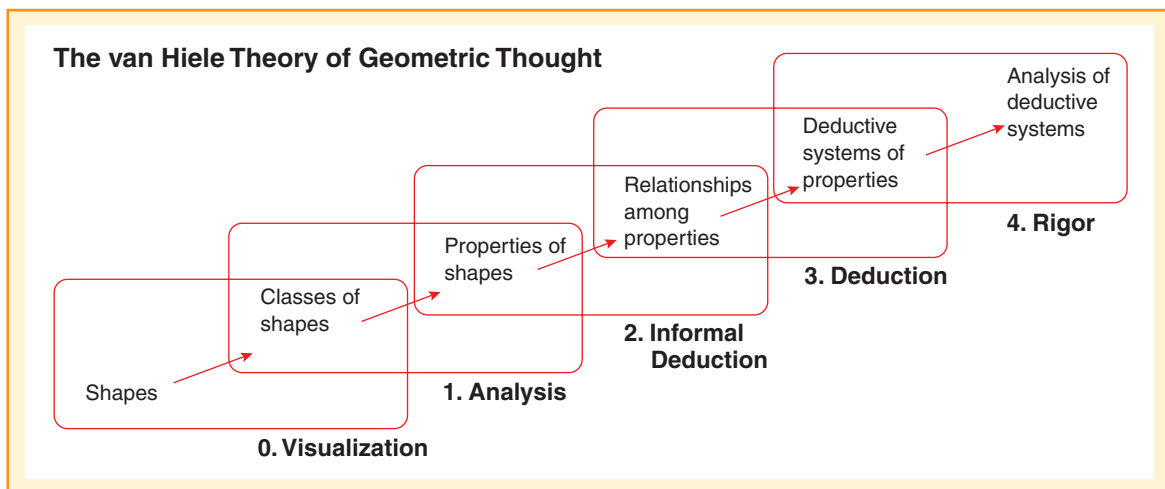 The van Hiele Theory of Geometric Thought
Shapes
0. Visualization
Classes of
shapes
1. Analysis
Properties of
shapes
2. Informal
Deduction
Relationships
among
properties
3. Deduction
Deductive
systems of
properties
4. Rigor
Analysis of
deductive
systems